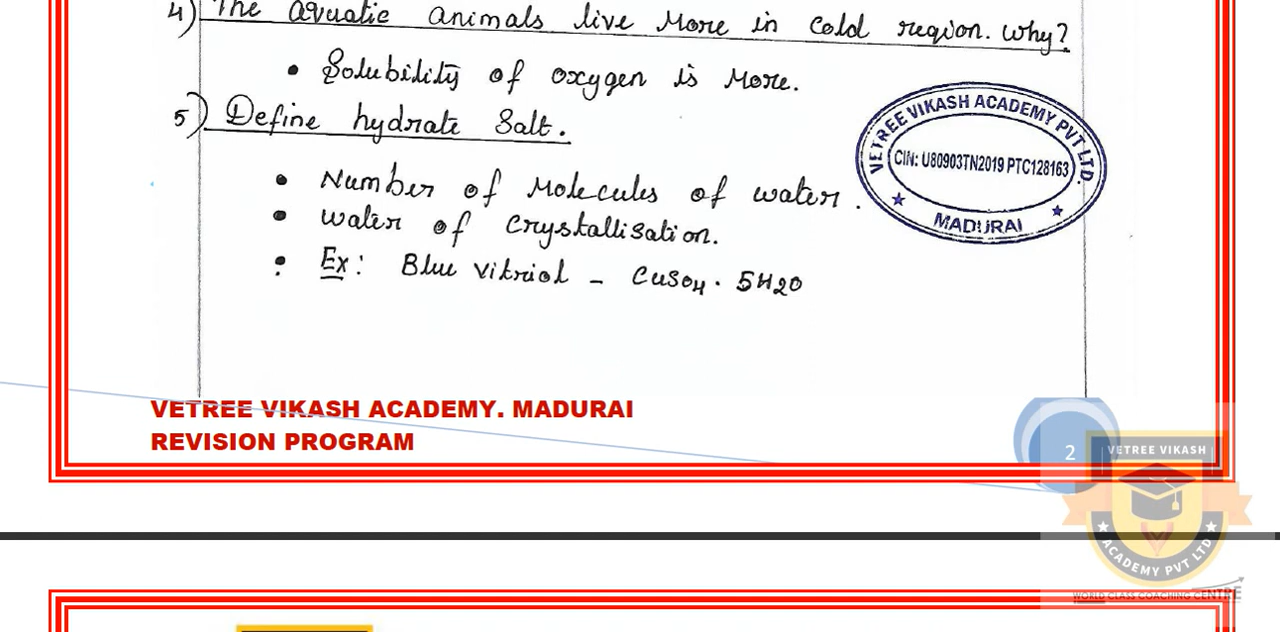 4) The aquatic animals live more in cold region. Why?
• Solubility of oxygen is more.
5) Define hydrate Salt.
• Number of Molecules of water.
• water of Crystallisation.
• Ex: Blue vitriol - CuSO4 . 5H2O
VETREE VIKASH ACADEMY PVT LTD.
CIN: U80903TN2019 PTC128163
MADURAI
VETREE VIKASH ACADEMY. MADURAI
REVISION PROGRAM
2
VETREE VIKASH
ACADEMY PVT LTD
WORLD CLASS COACHING CENTRE